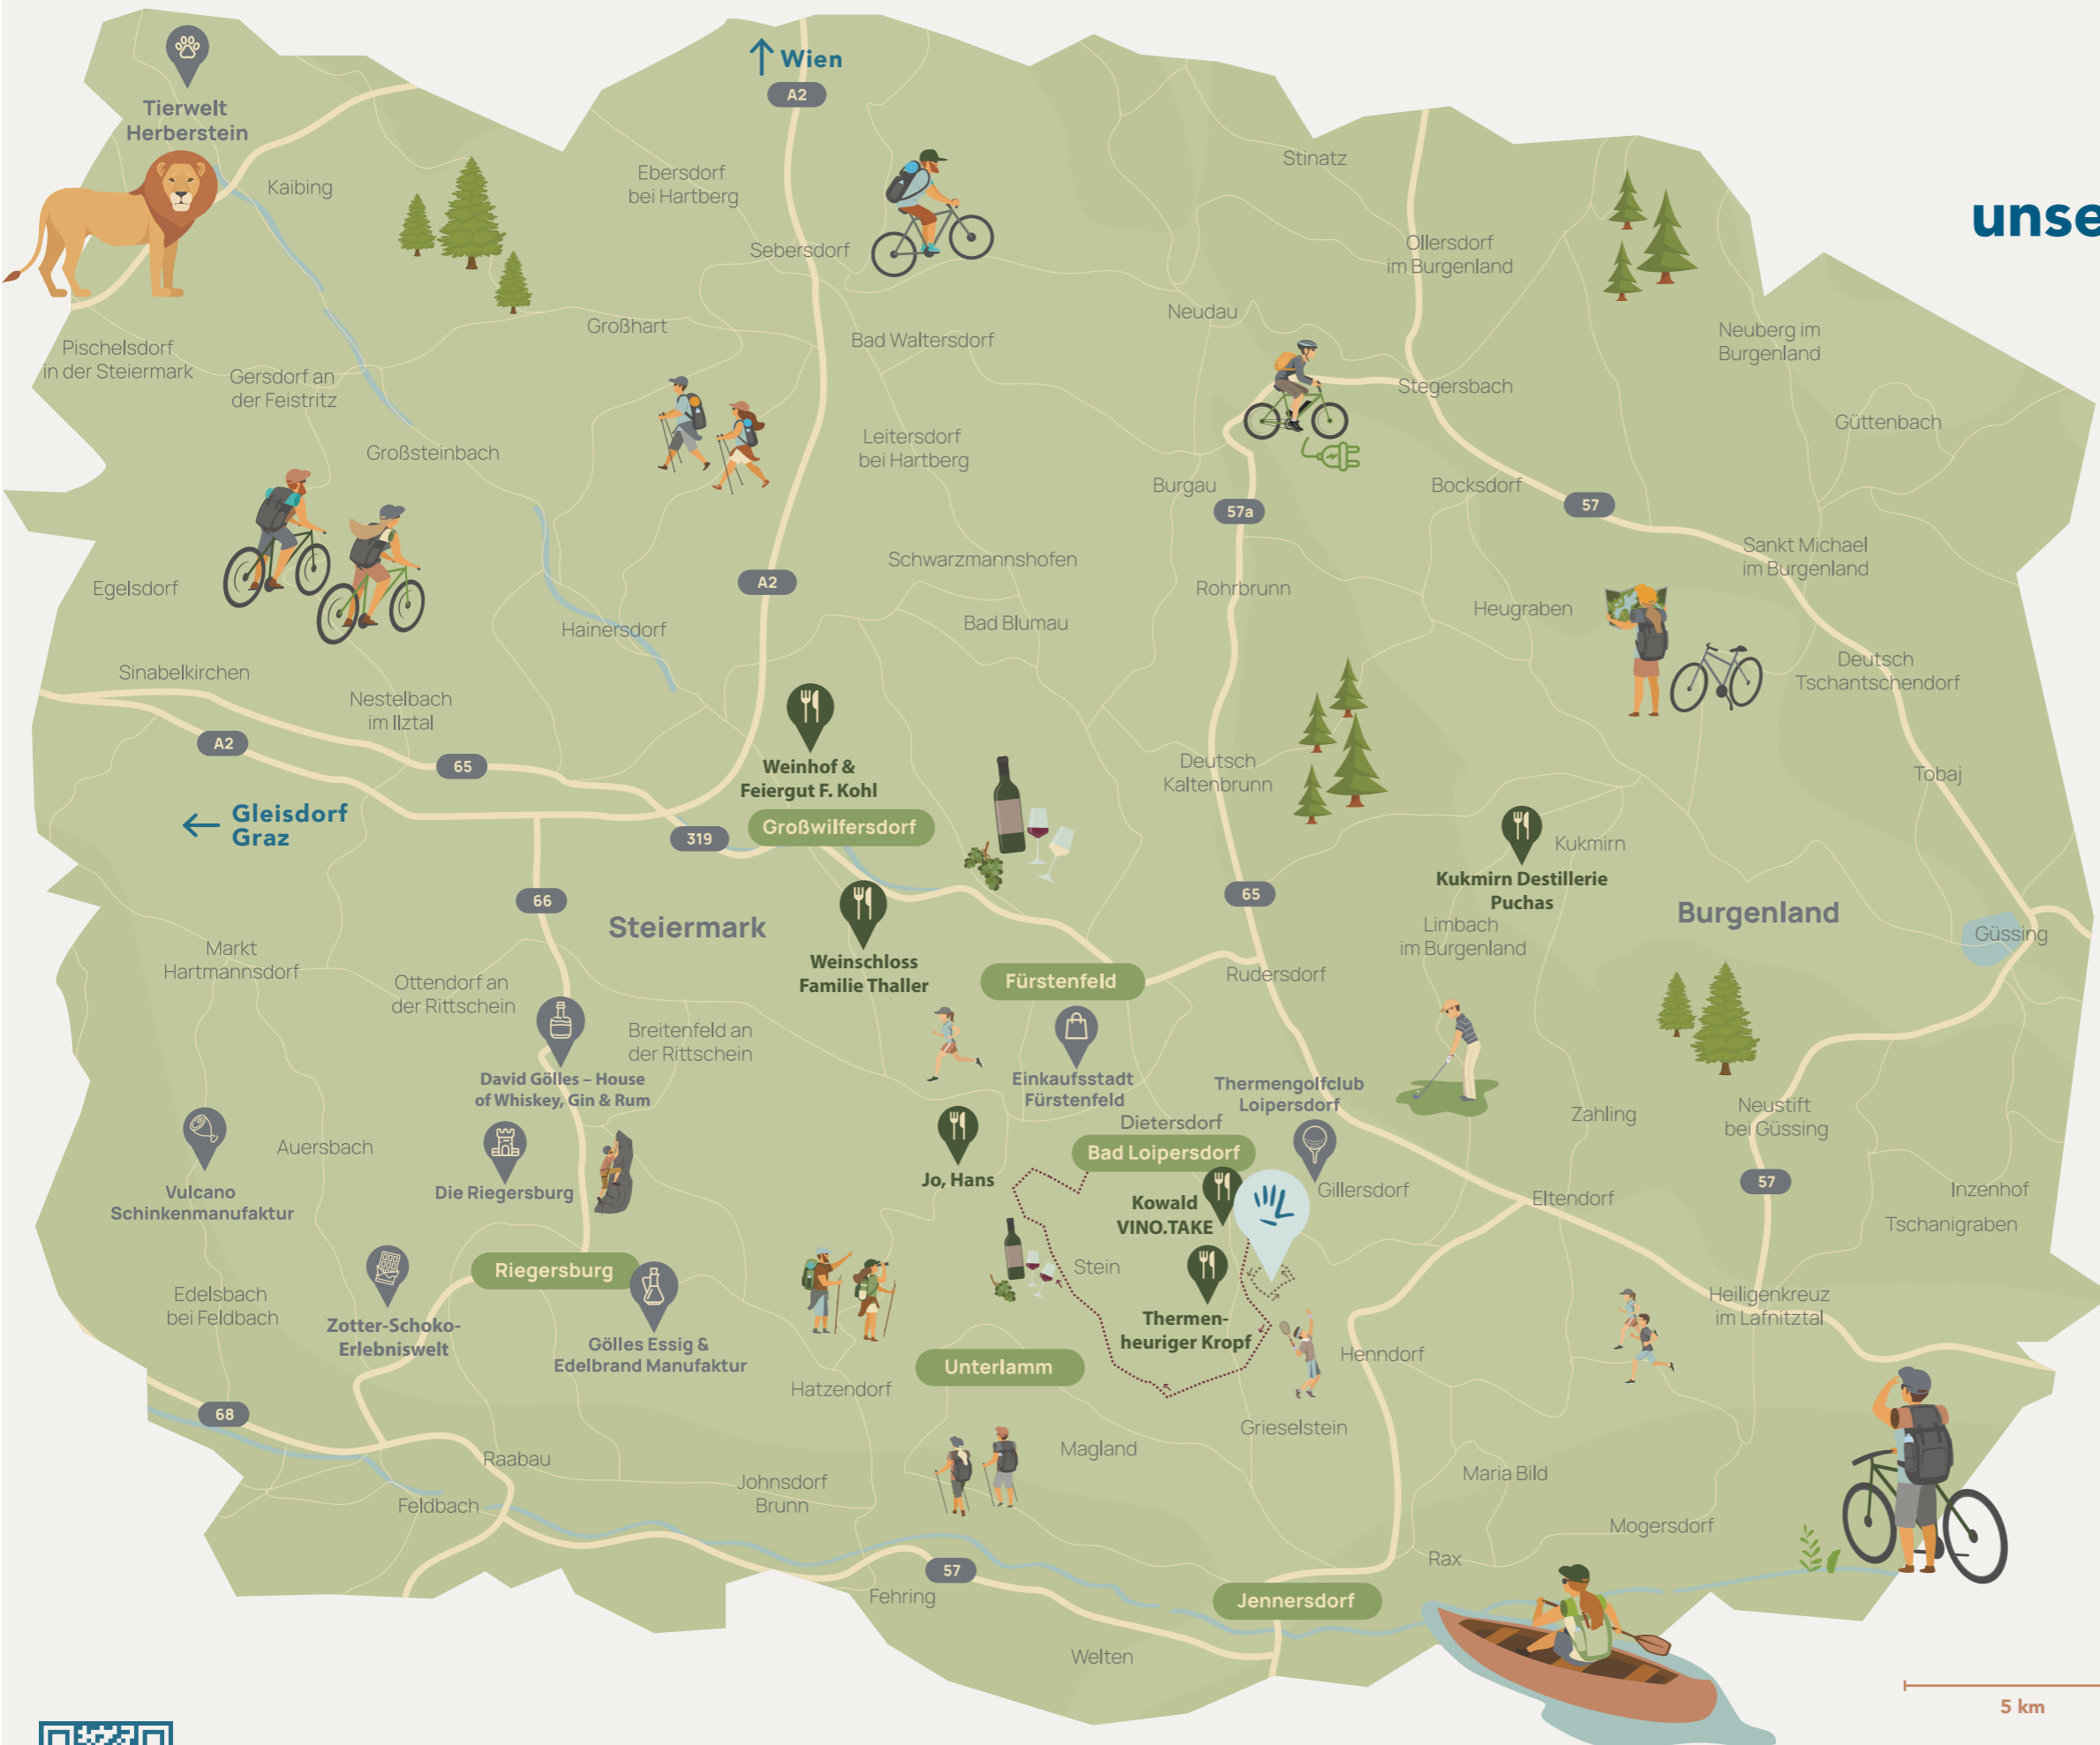 Wien
A2
Tierwelt
Herberstein
unse
Kaibing
Ebersdorf
bei Hartberg
Stinatz
Sebersdorf
Ollersdorf
im Burgenland
Großhart
Neudau
Bad Waltersdorf
Neuberg im
Burgenland
Pischelsdorf
in der Steiermark
Gersdorf an
der Feistritz
Stegersbach
Güttenbach
Großsteinbach
Leitersdorf
bei Hartberg
Burgau
Bocksdorf
57a
57
Schwarzmannshofen
Sankt Michael
im Burgenland
Egelsdorf
A2
Rohrbrunn
Heugraben
Hainersdorf
Bad Blumau
Sinabelkirchen
Deutsch
Tschantschendorf
Nestelbach
im Ilztal
A2
65
Weinhof &
Feiergut F. Kohl
Deutsch
Kaltenbrunn
Tobaj
Gleisdorf
Graz
319
Großwilfersdorf
Kukmirn
Kukmirn Destillerie
Puchas
66
65
Steiermark
Burgenland
Limbach
im Burgenland
Güssing
Markt
Hartmannsdorf
Weinschloss
Familie Thaller
Fürstenfeld
Rudersdorf
Ottendorf an
der Rittschein
Breitenfeld an
der Rittschein
David Gölles – House
of Whiskey, Gin & Rum
Einkaufsstadt
Fürstenfeld
Thermengolfclub
Loipersdorf
Dietersdorf
Zahling
Neustift
bei Güssing
Auersbach
Bad Loipersdorf
Jo, Hans
Vulcano
Schinkenmanufaktur
Die Riegersburg
Kowald
VINO.TAKE
Gillersdorf
Eltendorf
57
Inzenhof
Tschanigraben
Riegersburg
Stein
Edelsbach
bei Feldbach
Zotter-Schoko-
Erlebniswelt
Gölles Essig &
Edelbrand Manufaktur
Thermen-
heuriger Kropf
Heiligenkreuz
im Lafnitztal
Henndorf
Unterlamm
Hatzendorf
68
Grieselstein
Raabau
Magland
Johnsdorf
Brunn
Maria Bild
Feldbach
Mogersdorf
Rax
57
Fehring
Jennersdorf
Welten
5 km